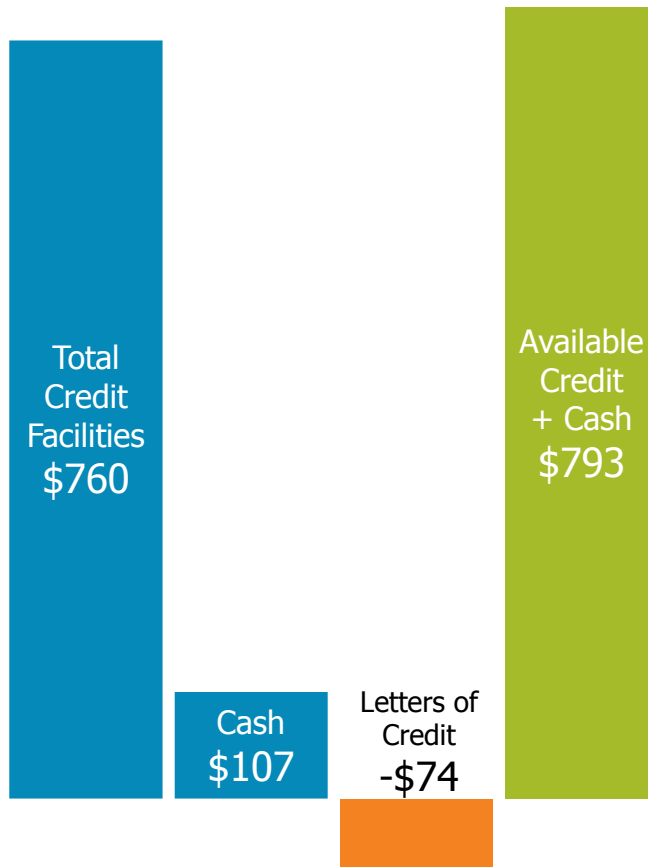 Total
Credit
Facilities
$760
Cash
$107
Letters of
Credit
-$74
Available
Credit
+ Cash
$793